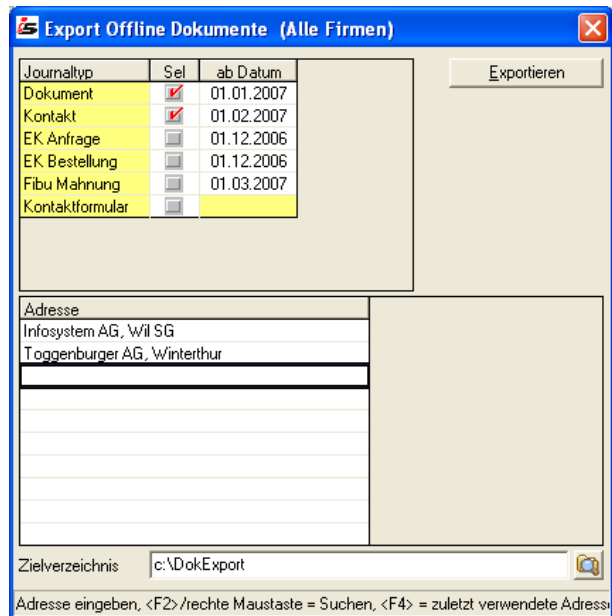 Export Offline Dokumente (Alle Firmen)
Journaltyp Sel ab Datum
Exportieren
Dokument 01.01.2007
Kontakt 01.02.2007
EK Anfrage 01.12.2006
EK Bestellung 01.12.2006
Fibu Mahnung 01.03.2007
Kontaktformular
Adresse
Infosystem AG, Wil SG
Toggenburger AG, Winterthur
Zielverzeichnis c:\DokExport
Adresse eingeben, <F2>/rechte Maustaste = Suchen, <F4> = zuletzt verwendete Adress